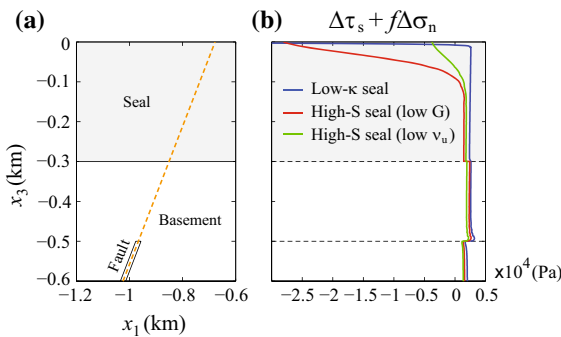 (a)
(b) Δτs + fΔσn
0
−0.1
−0.2
−0.3
−0.4
−0.5
−0.6
x3(km)
Seal
Basement
Fault
−1.2 −1 −0.8 −0.6
x1(km)
Low-κ seal
High-S seal (low G)
High-S seal (low νu)
−3 −2.5 −2 −1.5 −1 −0.5 0 0.5
x10^4(Pa)